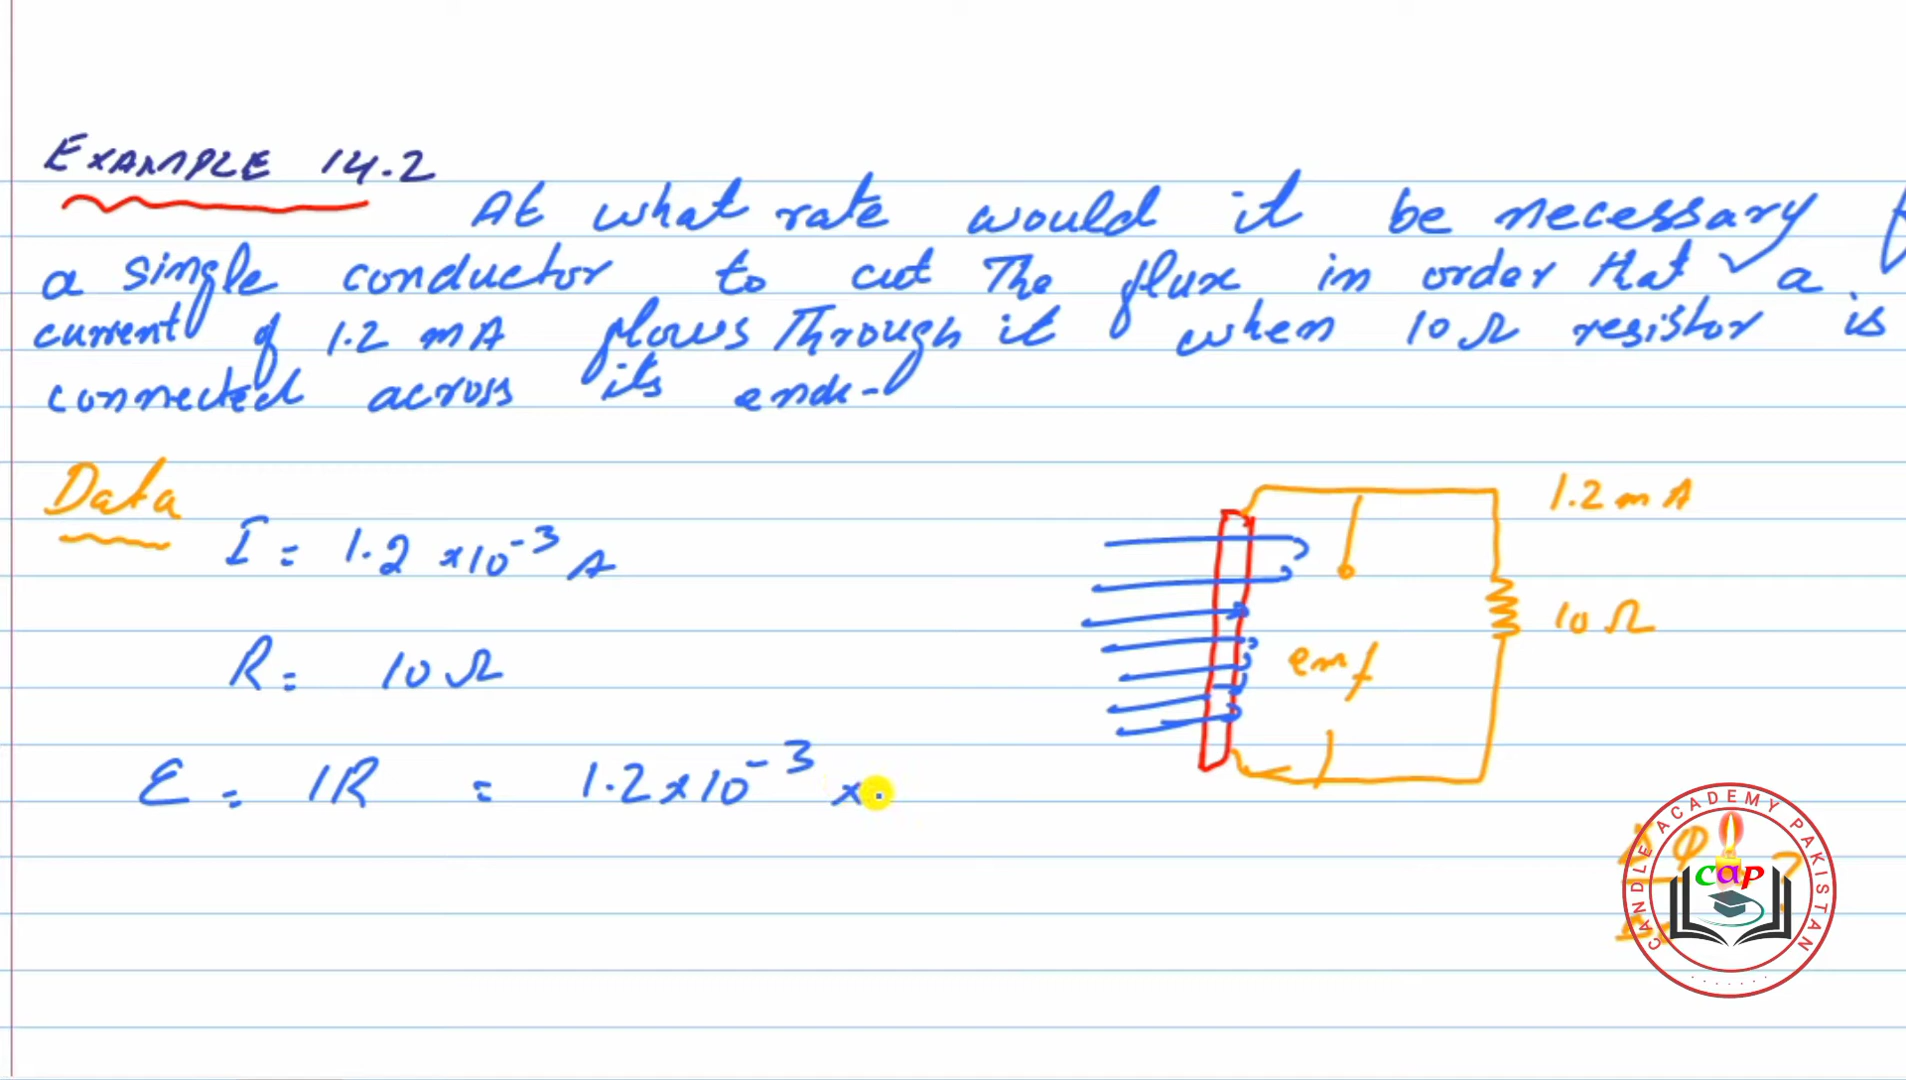 EXAMPLE 14.2
At what rate would it be necessary
a single conductor to cut The flux in order that a
current of 1.2 mA flows Through it when 10 Ω resistor is
connected across its ends-
Data
I = 1.2 ×10⁻³ A
R = 10 Ω
ε = IR = 1.2×10⁻³ ×
1.2 mA
10 Ω
emf
Δφ ?
CANDLE ACADEMY PAKISTAN
cap